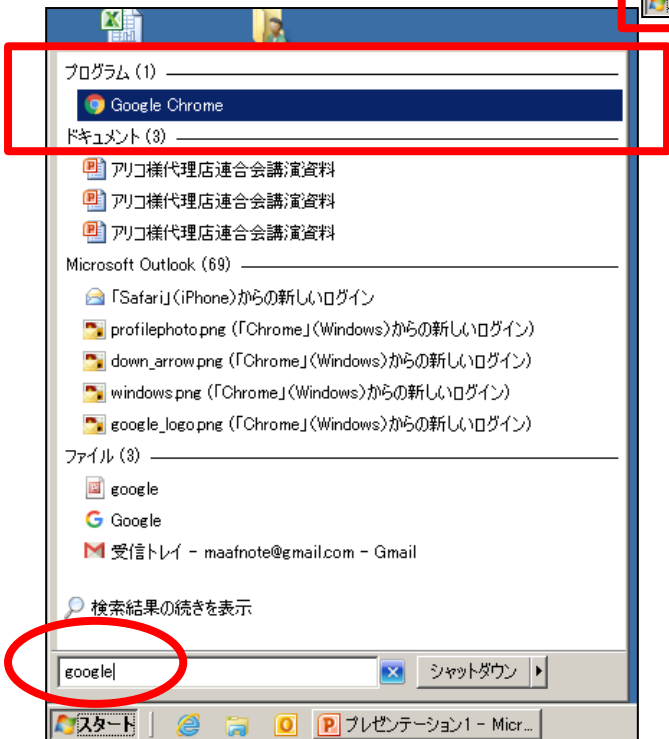 プログラム (1)
Google Chrome
ドキュメント (3)
アリコ様代理店連合会講演資料
アリコ様代理店連合会講演資料
アリコ様代理店連合会講演資料
Microsoft Outlook (69)
「Safari」(iPhone)からの新しいログイン
profilephoto.png (「Chrome」(Windows)からの新しいログイン)
down_arrow.png (「Chrome」(Windows)からの新しいログイン)
windows.png (「Chrome」(Windows)からの新しいログイン)
google_logo.png (「Chrome」(Windows)からの新しいログイン)
ファイル (3)
google
Google
受信トレイ - maafnote@gmail.com - Gmail
検索結果の続きを表示
google
シャットダウン
スタート
プレゼンテーション1 - Micr...